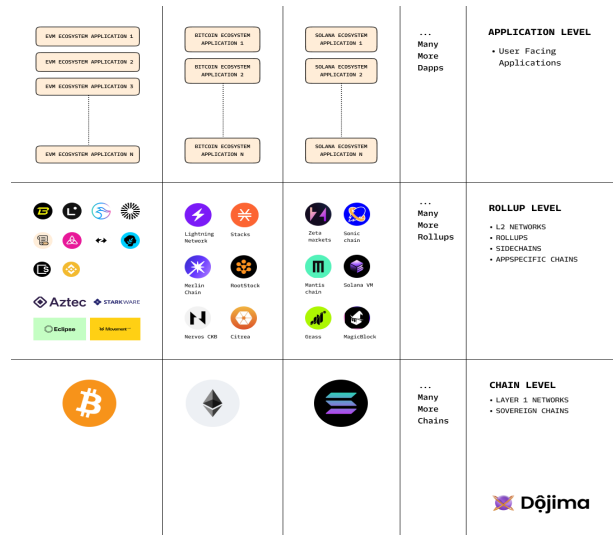 EVM ECOSYSTEM APPLICATION 1
EVM ECOSYSTEM APPLICATION 2
EVM ECOSYSTEM APPLICATION 3
EVM ECOSYSTEM APPLICATION N
BITCOIN ECOSYSTEM
APPLICATION 1
BITCOIN ECOSYSTEM
APPLICATION 2
BITCOIN ECOSYSTEM
APPLICATION N
SOLANA ECOSYSTEM
APPLICATION 1
SOLANA ECOSYSTEM
APPLICATION 2
SOLANA ECOSYSTEM
APPLICATION N
...
Many
More
Dapps
APPLICATION LEVEL
• User Facing
Applications
Aztec
STARKWARE
Eclipse
Movement
Lightning
Network
Stacks
Merlin
Chain
RootStack
Nervos CKB
Citrea
Zeta
markets
Sonic
chain
Mantis
chain
Solana VM
Grass
MagicBlock
...
Many
More
Rollups
ROLLUP LEVEL
• L2 NETWORKS
• ROLLUPS
• SIDECHAINS
• APPSPECIFIC CHAINS
...
Many
More
Chains
CHAIN LEVEL
• LAYER 1 NETWORKS
• SOVEREIGN CHAINS
Dộjima